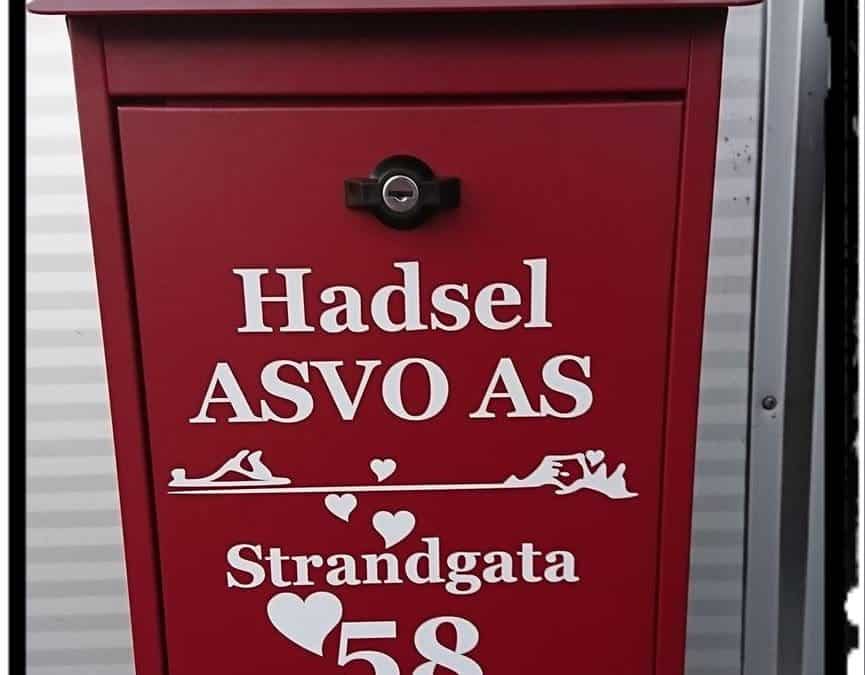 Hadsel
ASVO AS
Strandgata
58